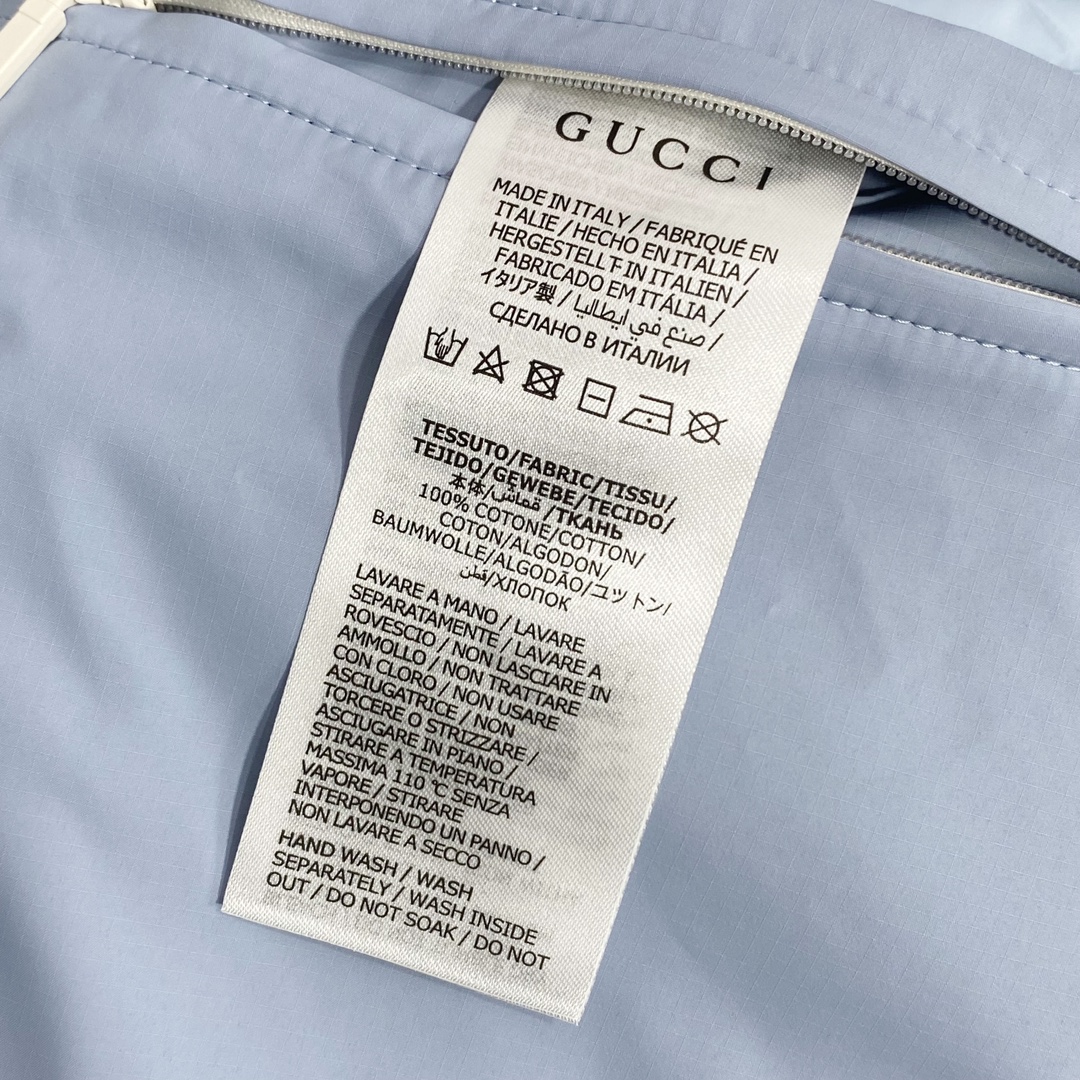 GUCCI
MADE IN ITALY / FABRIQUÉ EN
ITALIE / HECHO EN ITALIA /
HERGESTELLT IN ITALIEN /
FABRICADO EM ITÁLIA /
イタリア製 / صنع في ايطاليا /
СДЕЛАНО В ИТАЛИИ
TESSUTO/FABRIC/TISSU/
TEJIDO/GEWEBE/TECIDO/
本体/قماش/ТКАНЬ
100% COTONE/COTTON/
COTON/ALGODON/
BAUMWOLLE/ALGODÃO/ユットン/
قطن/ХЛОПОК
LAVARE A MANO / LAVARE
SEPARATAMENTE / LAVARE A
ROVESCIO / NON LASCIARE IN
AMMOLLO / NON TRATTARE
CON CLORO / NON USARE
ASCIUGATRICE / NON
TORCERE O STRIZZARE /
ASCIUGARE IN PIANO /
STIRARE A TEMPERATURA
MASSIMA 110 °C SENZA
VAPORE / STIRARE
INTERPONENDO UN PANNO /
NON LAVARE A SECCO
HAND WASH / WASH
SEPARATELY / WASH INSIDE
OUT / DO NOT SOAK / DO NOT